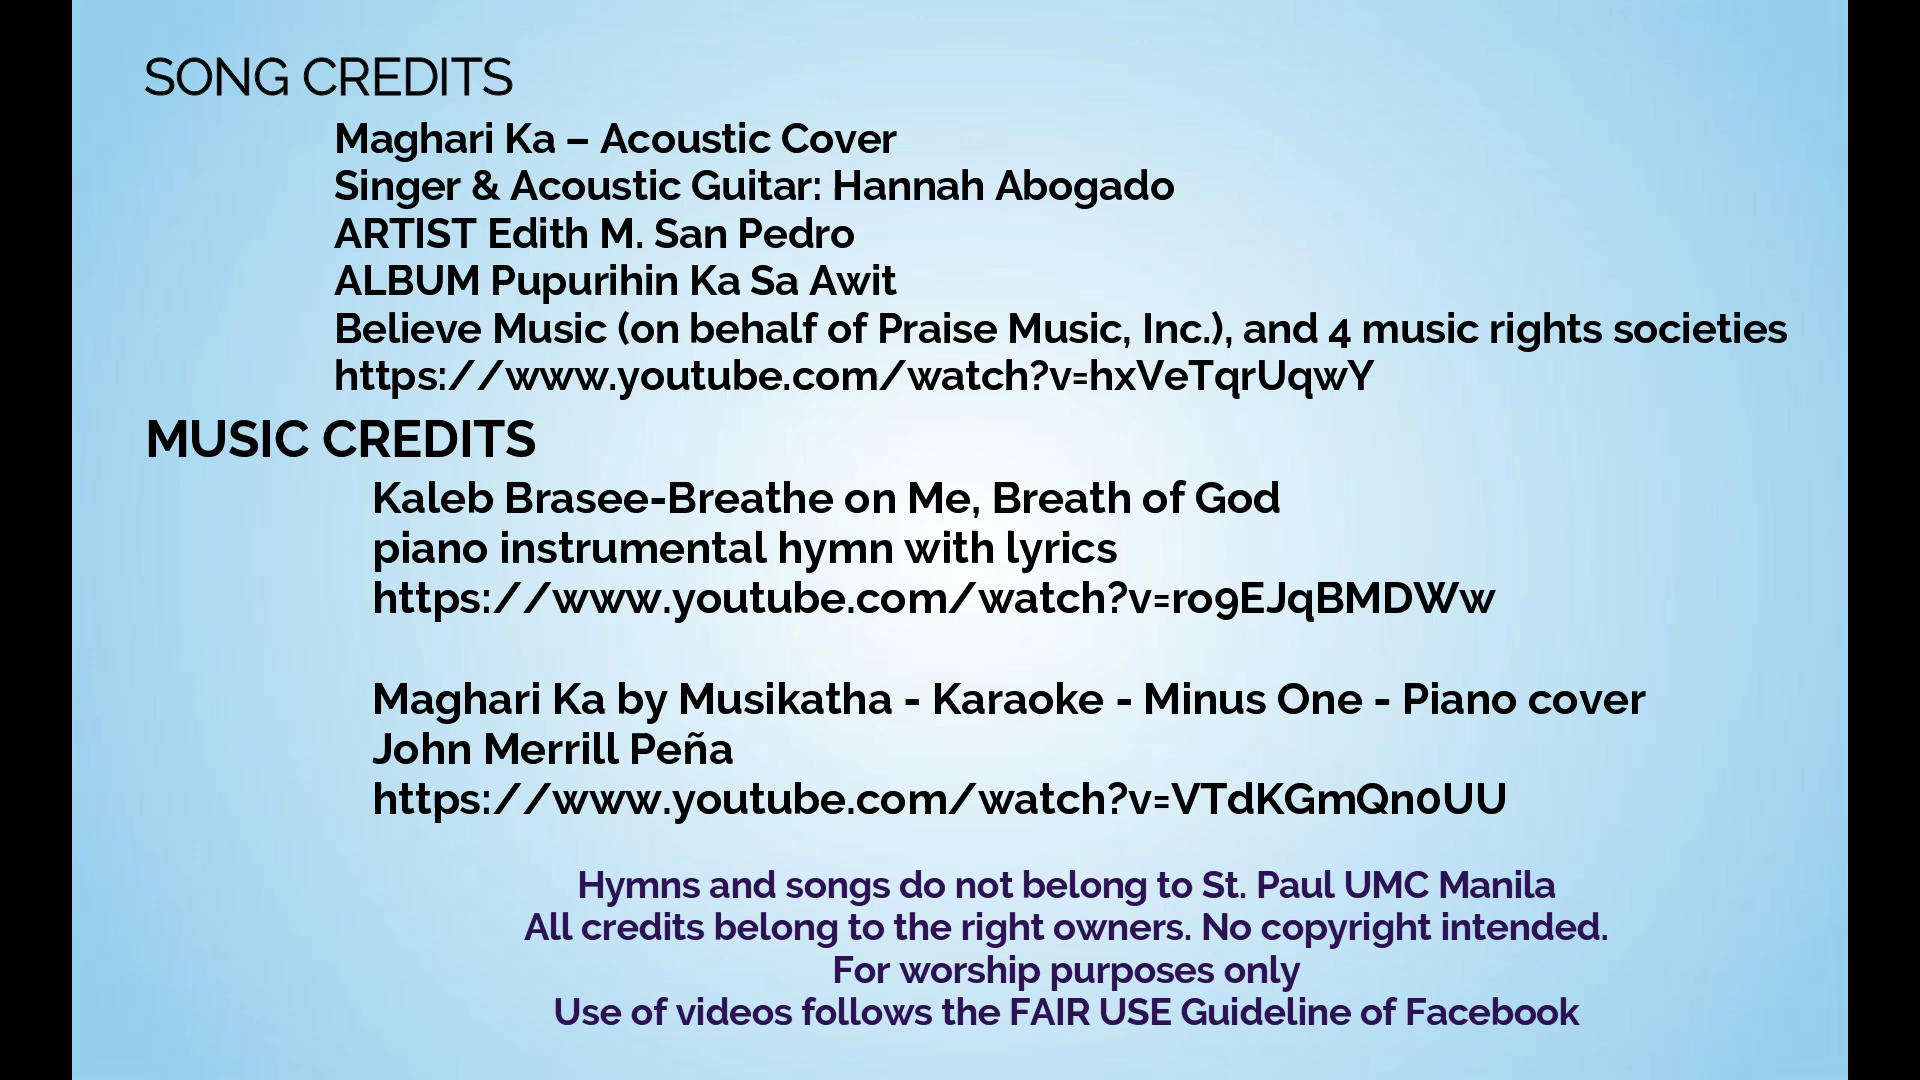 SONG CREDITS
Maghari Ka – Acoustic Cover
Singer & Acoustic Guitar: Hannah Abogado
ARTIST Edith M. San Pedro
ALBUM Pupurihin Ka Sa Awit
Believe Music (on behalf of Praise Music, Inc.), and 4 music rights societies
https://www.youtube.com/watch?v=hxVeTqrUqwY
MUSIC CREDITS
Kaleb Brasee-Breathe on Me, Breath of God
piano instrumental hymn with lyrics
https://www.youtube.com/watch?v=ro9EJqBMDWw
Maghari Ka by Musikatha - Karaoke - Minus One - Piano cover
John Merrill Peña
https://www.youtube.com/watch?v=VTdKGmQn0UU
Hymns and songs do not belong to St. Paul UMC Manila
All credits belong to the right owners. No copyright intended.
For worship purposes only
Use of videos follows the FAIR USE Guideline of Facebook